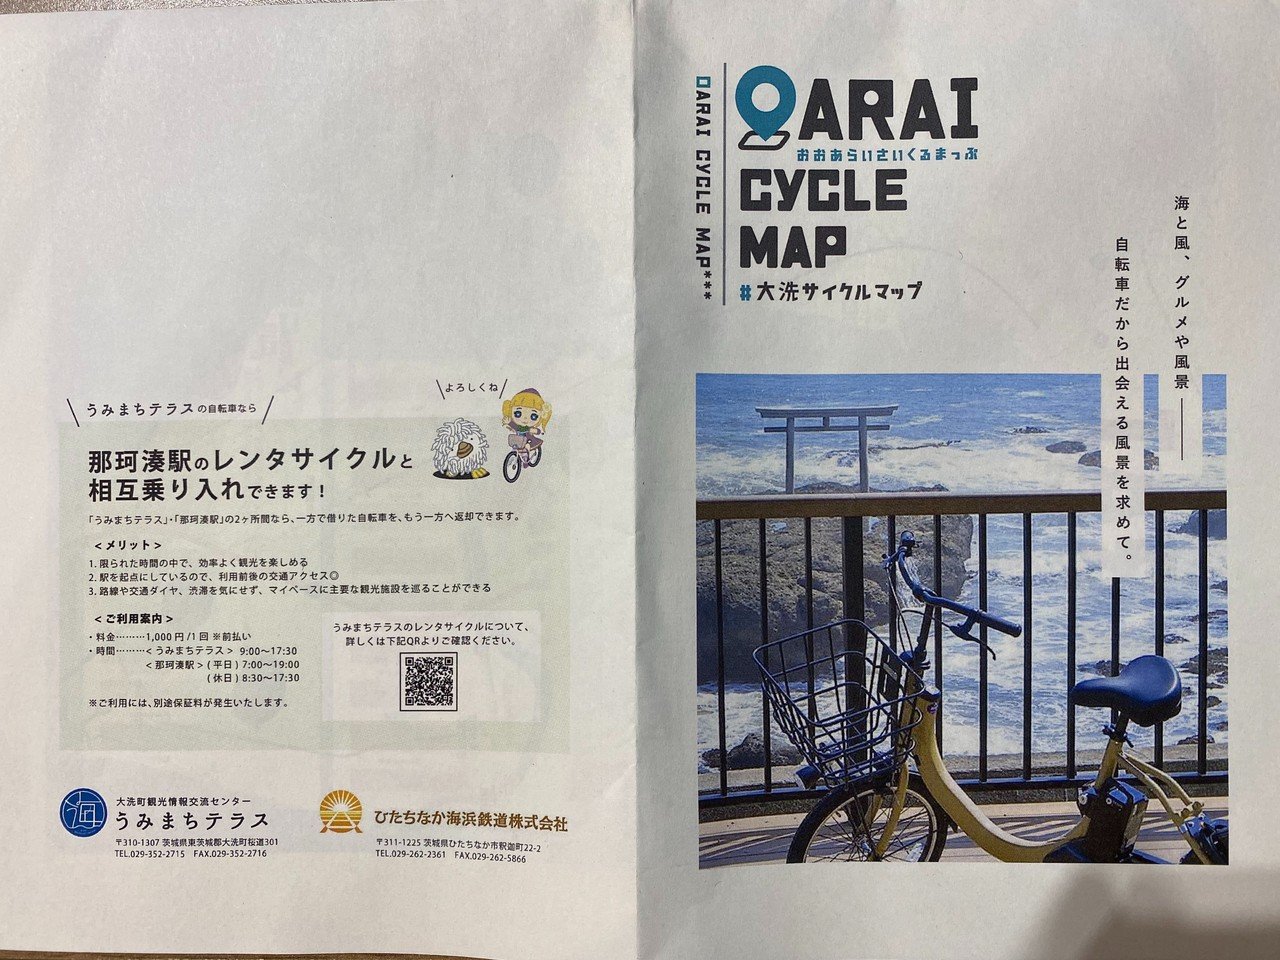 よろしくね
うみまちテラスの自転車なら
那珂湊駅のレンタサイクルと
相互乗り入れできます！
「うみまちテラス」・「那珂湊駅」の2ヶ所間なら、一方で借りた自転車を、もう一方へ返却できます。
＜メリット＞
1. 限られた時間の中で、効率よく観光を楽しめる
2. 駅を起点にしているので、利用前後の交通アクセス◎
3. 路線や交通ダイヤ、渋滞を気にせず、マイペースに主要な観光施設を巡ることができる
＜ご利用案内＞
・料金………1,000円/1回 ※前払い
・時間………＜うみまちテラス＞ 9:00〜17:30
＜那珂湊駅＞(平日) 7:00〜19:00
(休日) 8:30〜17:30
※ご利用には、別途保証料が発生いたします。
うみまちテラスのレンタサイクルについて、
詳しくは下記QRよりご確認ください。
大洗町観光情報交流センター
うみまちテラス
〒310-1307 茨城県東茨城郡大洗町桜道301
TEL.029-352-2715 FAX.029-352-2716
ひたちなか海浜鉄道株式会社
〒311-1225 茨城県ひたちなか市釈迦町22-2
TEL.029-262-2361 FAX.029-262-5866
OARAI CYCLE MAP***
OARAI
おおあらいさいくるまっぷ
CYCLE
MAP
#大洗サイクルマップ
海と風、グルメや風景――
自転車だから出会える風景を求めて。